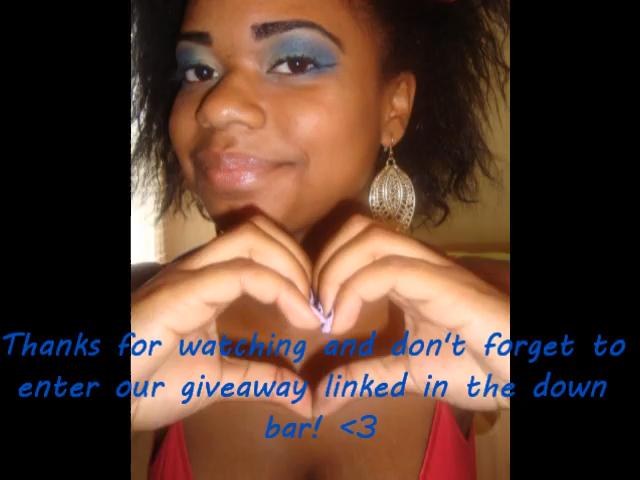 Thanks for watching and don't forget to
enter our giveaway linked in the down
bar! <3